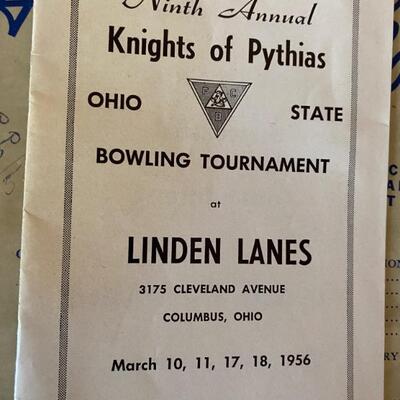 Ninth Annual
Knights of Pythias
F C
B
OHIO STATE
BOWLING TOURNAMENT
at
LINDEN LANES
3175 CLEVELAND AVENUE
COLUMBUS, OHIO
March 10, 11, 17, 18, 1956